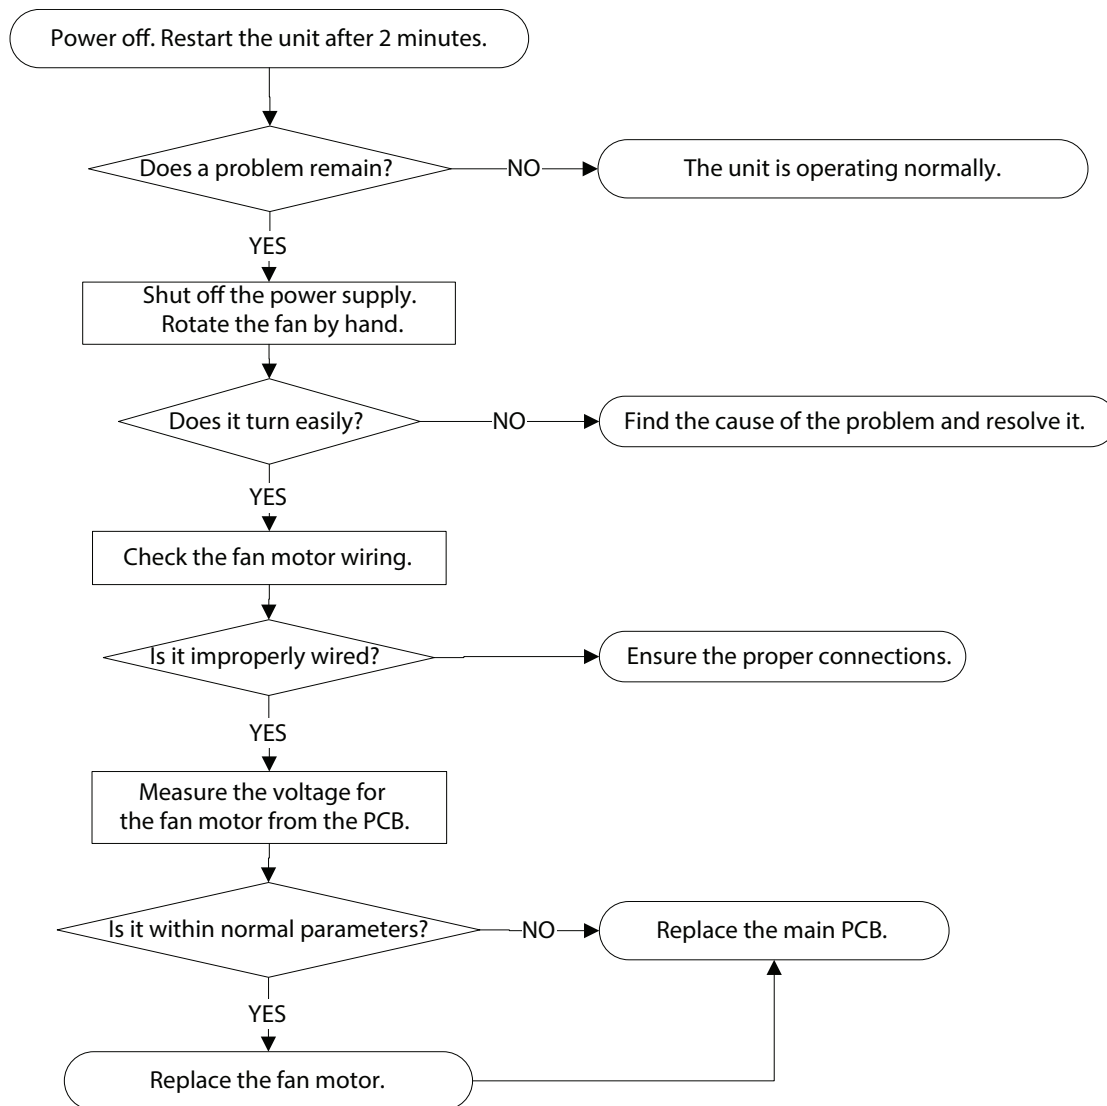 Power off. Restart the unit after 2 minutes.
Does a problem remain?
NO
The unit is operating normally.
YES
Shut off the power supply.
Rotate the fan by hand.
Does it turn easily?
NO
Find the cause of the problem and resolve it.
YES
Check the fan motor wiring.
Is it improperly wired?
Ensure the proper connections.
YES
Measure the voltage for
the fan motor from the PCB.
Is it within normal parameters?
NO
Replace the main PCB.
YES
Replace the fan motor.